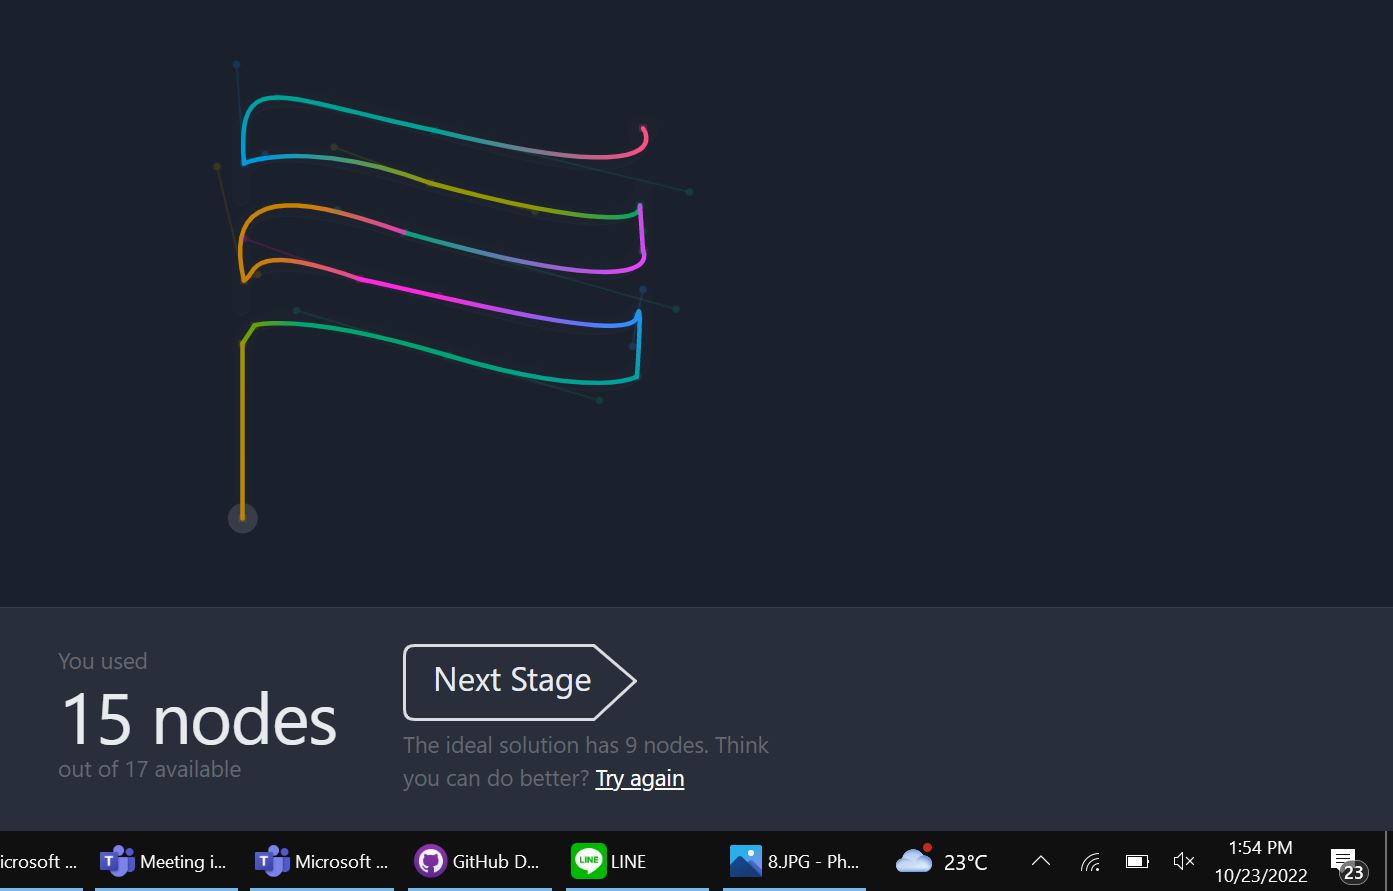 You used
15 nodes
out of 17 available
Next Stage
The ideal solution has 9 nodes. Think
you can do better? Try again
icrosoft ...
Meeting i...
Microsoft ...
GitHub D...
LINE
LINE
8.JPG - Ph...
23°C
1:54 PM
10/23/2022
23